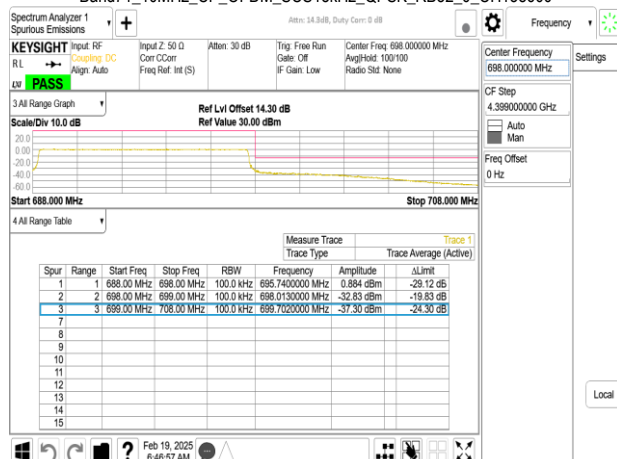 Spectrum Analyzer 1
Spurious Emissions
Attn: 14.3dB, Duty Corr: 0 dB
Frequency
KEYSIGHT
Input: RF
Coupling: DC
Align: Auto
Input Z: 50 Ω
Corr CCorr
Freq Ref: Int (S)
Atten: 30 dB
Trig: Free Run
Gate: Off
IF Gain: Low
Center Freq: 698.000000 MHz
Avg|Hold: 100/100
Radio Std: None
RL
LXI
PASS
Center Frequency
698.000000 MHz
Settings
CF Step
4.399000000 GHz
Auto
Man
Freq Offset
0 Hz
3 All Range Graph
Scale/Div 10.0 dB
Ref Lvl Offset 14.30 dB
Ref Value 30.00 dBm
20.0
0.00
-20.0
-40.0
-60.0
Start 688.000 MHz
Stop 708.000 MHz
4 All Range Table
Measure Trace Trace 1
Trace Type Trace Average (Active)
Spur Range Start Freq Stop Freq RBW Frequency Amplitude ΔLimit
1 1 688.00 MHz 698.00 MHz 100.0 kHz 695.7400000 MHz 0.884 dBm -29.12 dB
2 2 698.00 MHz 699.00 MHz 100.0 kHz 698.0130000 MHz -32.83 dBm -19.83 dB
3 3 699.00 MHz 708.00 MHz 100.0 kHz 699.7020000 MHz -37.30 dBm -24.30 dB
7
8
9
10
11
12
13
14
15
Local
Feb 19, 2025
6:46:57 AM